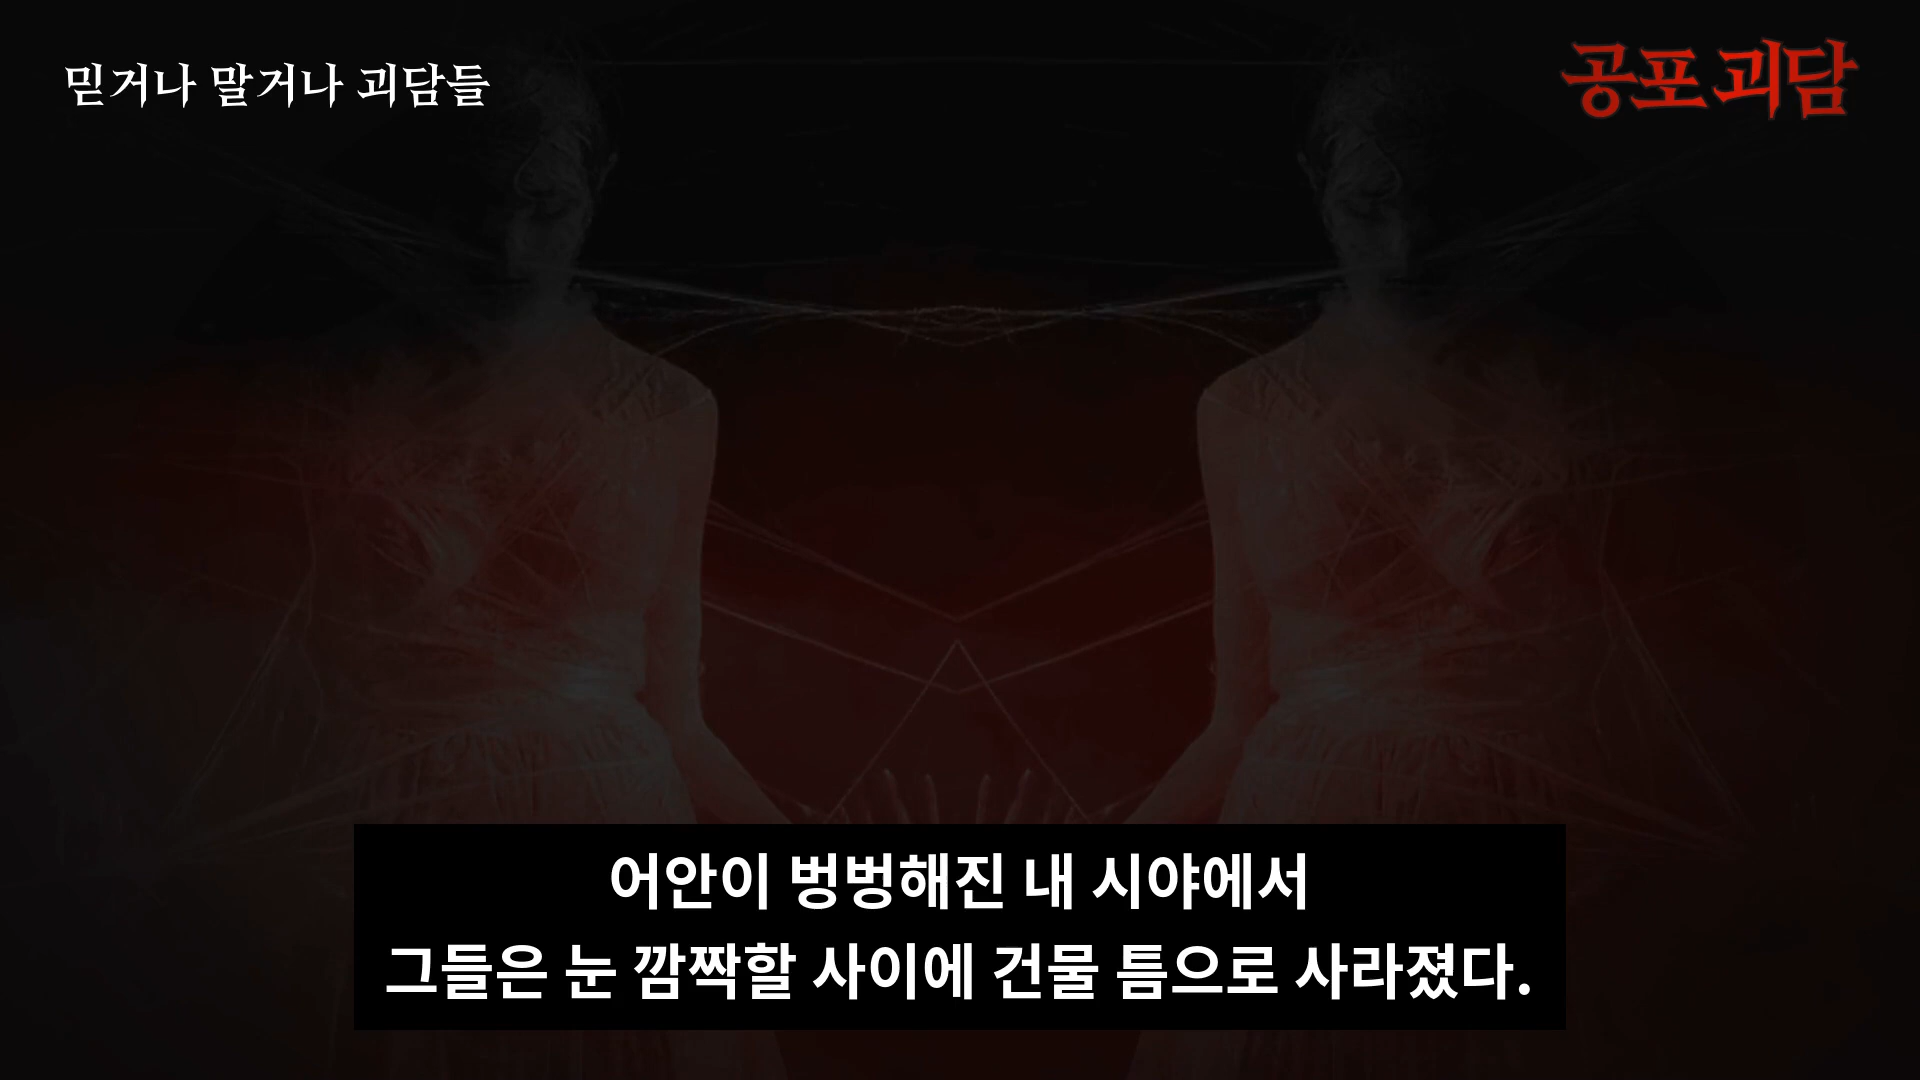 믿거나 말거나 괴담들
공포 괴담
어안이 벙벙해진 내 시야에서
그들은 눈 깜짝할 사이에 건물 틈으로 사라졌다.